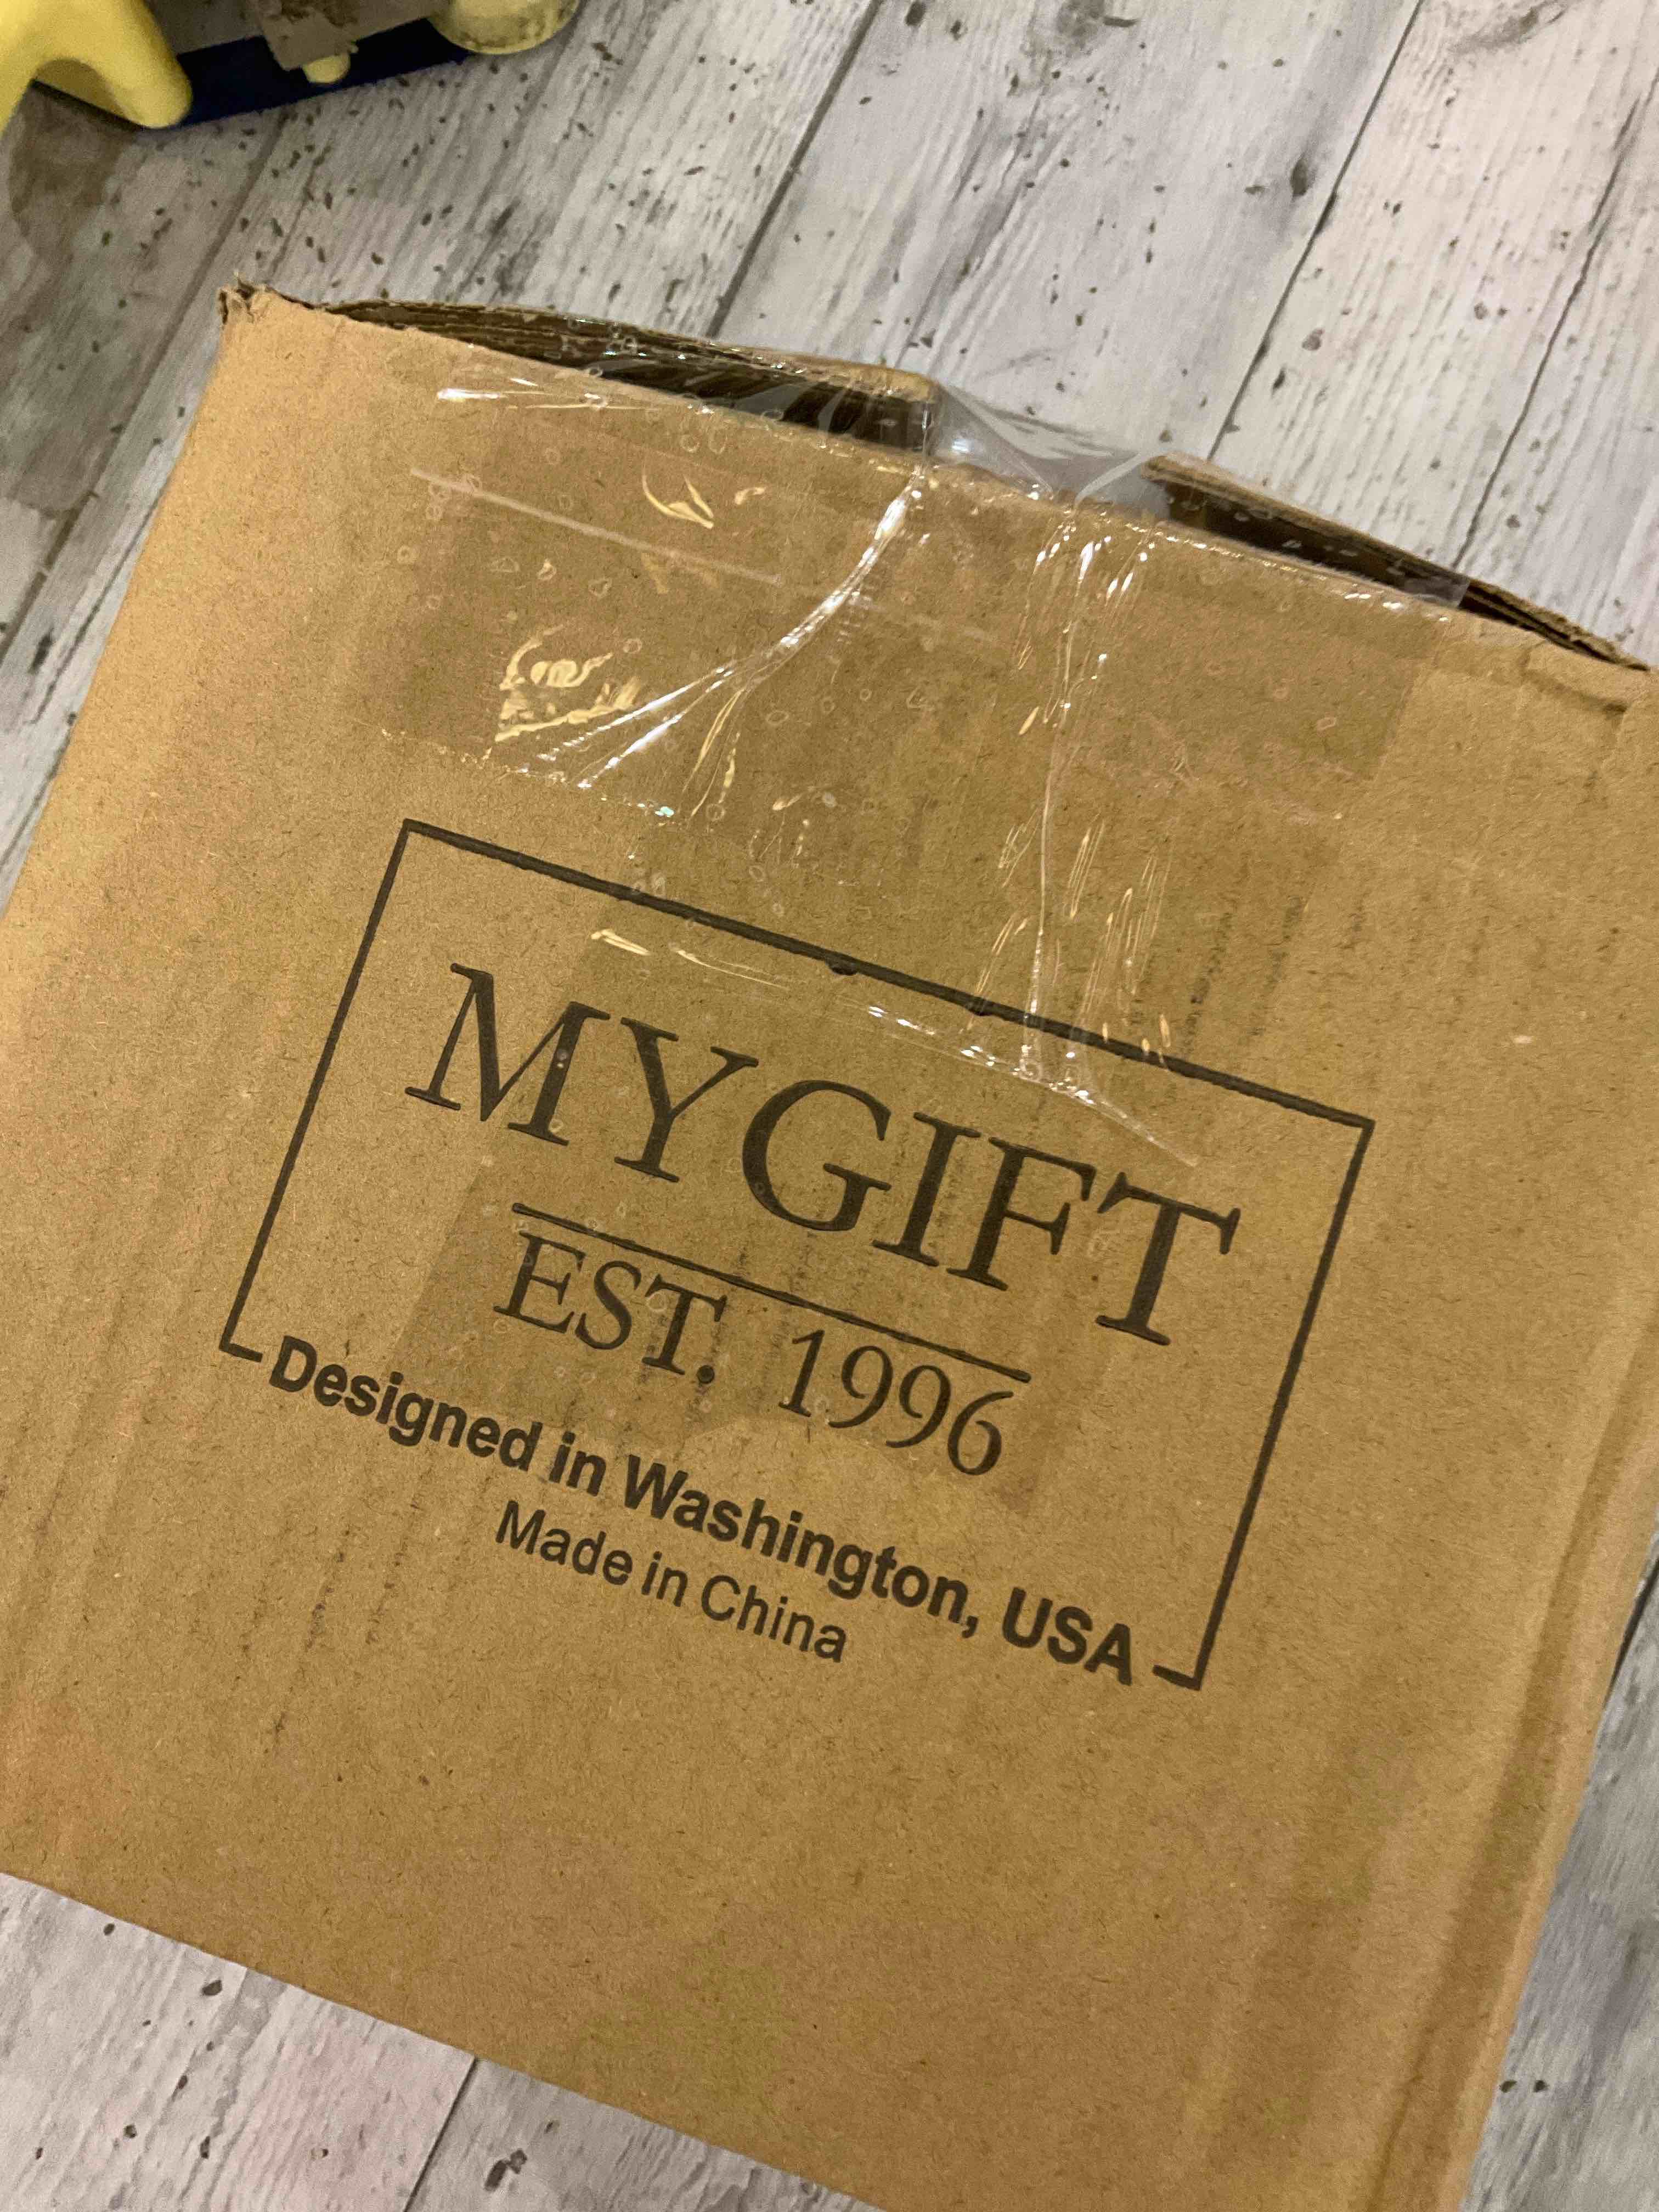 MYGIFT
EST. 1996
Designed in Washington, USA
Made in China